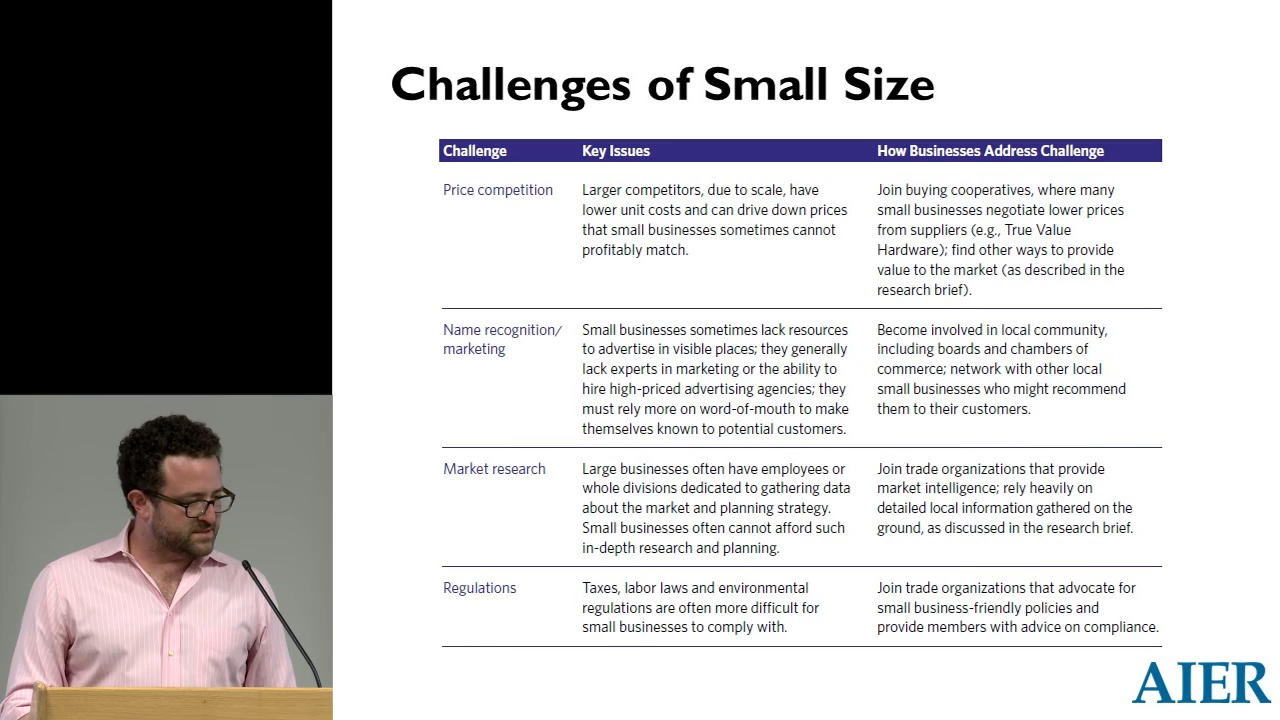 Challenges of Small Size
Challenge Key Issues How Businesses Address Challenge
Price competition
Larger competitors, due to scale, have
lower unit costs and can drive down prices
that small businesses sometimes cannot
profitably match.
Join buying cooperatives, where many
small businesses negotiate lower prices
from suppliers (e.g., True Value
Hardware); find other ways to provide
value to the market (as described in the
research brief).
Name recognition/
marketing
Small businesses sometimes lack resources
to advertise in visible places; they generally
lack experts in marketing or the ability to
hire high-priced advertising agencies; they
must rely more on word-of-mouth to make
themselves known to potential customers.
Become involved in local community,
including boards and chambers of
commerce; network with other local
small businesses who might recommend
them to their customers.
Market research
Large businesses often have employees or
whole divisions dedicated to gathering data
about the market and planning strategy.
Small businesses often cannot afford such
in-depth research and planning.
Join trade organizations that provide
market intelligence; rely heavily on
detailed local information gathered on the
ground, as discussed in the research brief.
Regulations
Taxes, labor laws and environmental
regulations are often more difficult for
small businesses to comply with.
Join trade organizations that advocate for
small business-friendly policies and
provide members with advice on compliance.
AIER